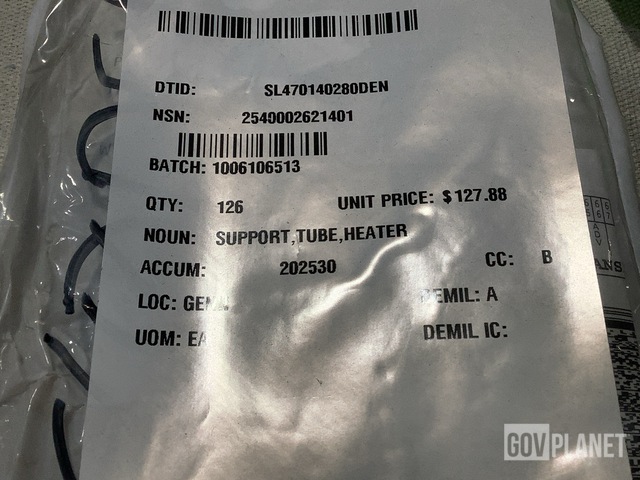 DTID: SL470140280DEN
NSN: 2540002621401
BATCH: 1006106513
QTY: 126 UNIT PRICE: $127.88
NOUN: SUPPORT,TUBE,HEATER
ACCUM: 202530 CC: B
LOC: DEMIL: A
UOM: EA DEMIL IC:
GOVPLANET